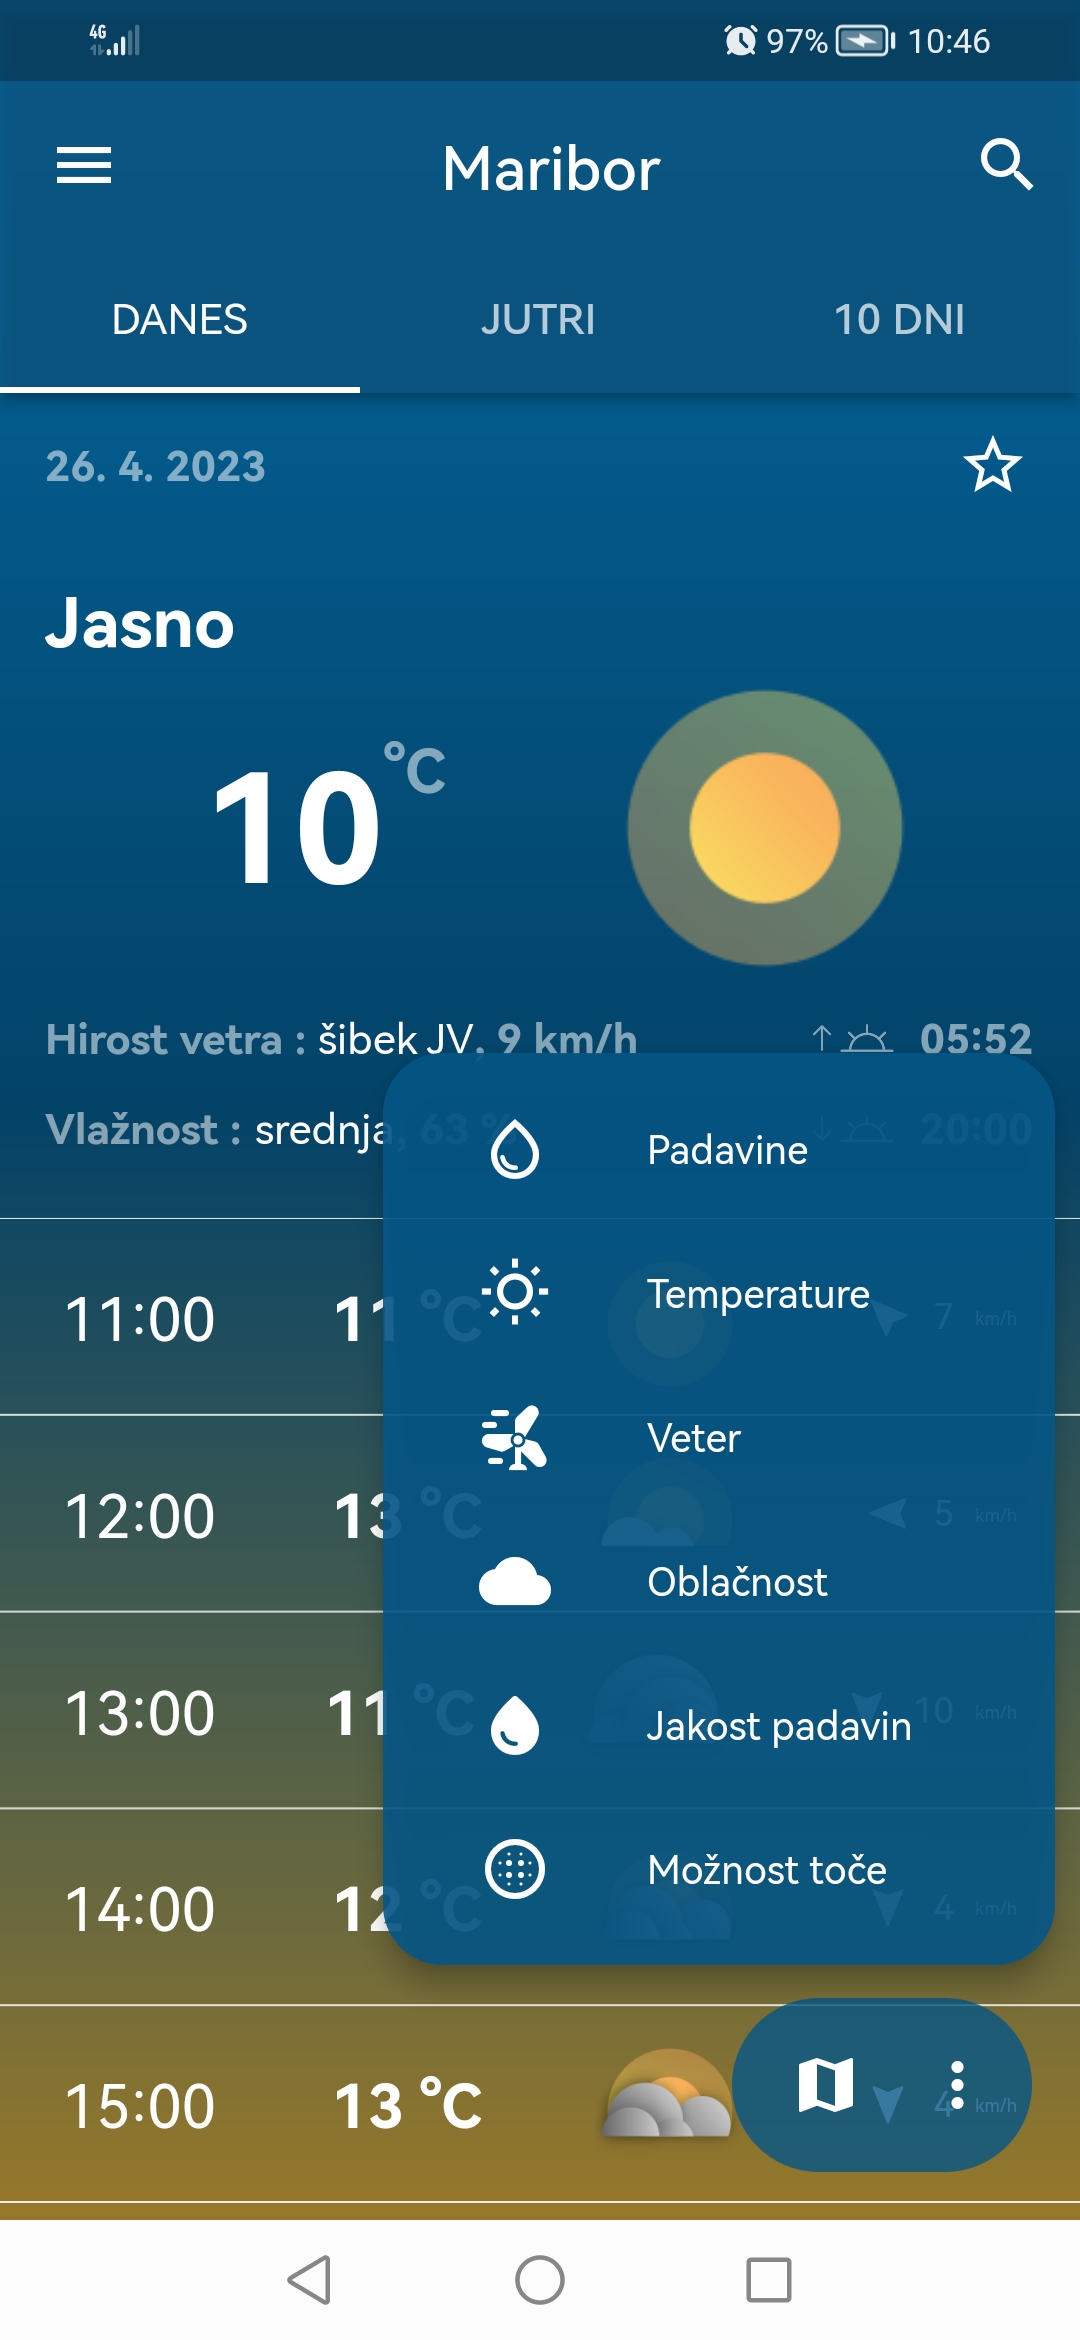 4G 97% 10:46
Maribor
DANES JUTRI 10 DNI
26. 4. 2023
Jasno
10 °C
Hirost vetra : šibek JV, 9 km/h 05:52
Vlažnost : srednja, 63 % 20:00
Padavine
11:00 11 °C 7 km/h
Temperature
Veter
12:00 13 °C 5 km/h
Oblačnost
13:00 11 °C 10 km/h
Jakost padavin
Možnost toče
14:00 12 °C 4 km/h
15:00 13 °C 4 km/h